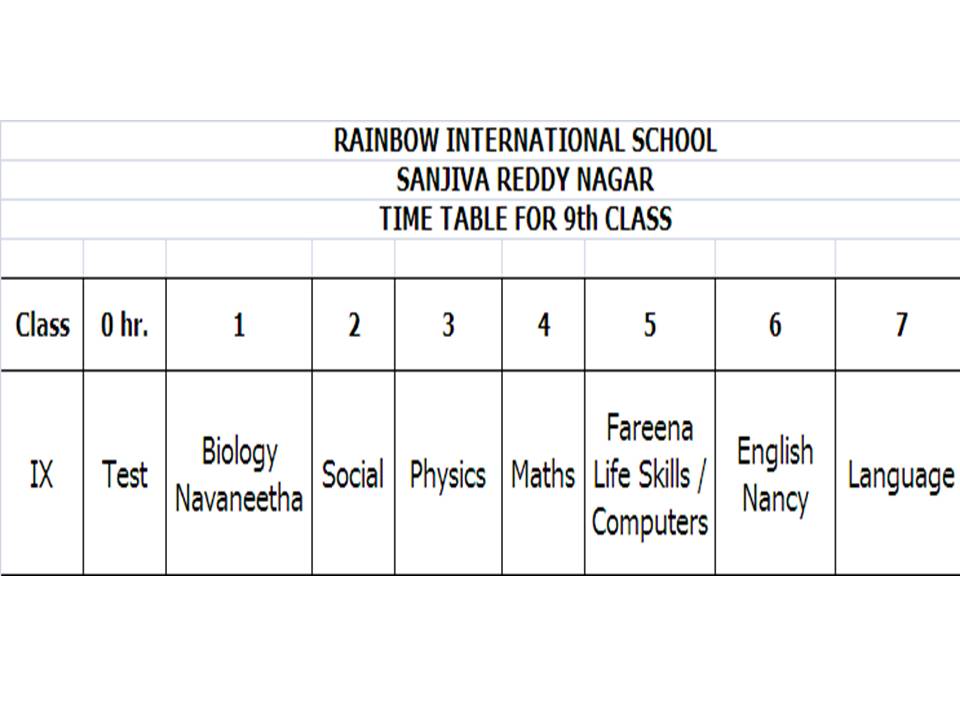 RAINBOW INTERNATIONAL SCHOOL
SANJIVA REDDY NAGAR
TIME TABLE FOR 9th CLASS
Class 0 hr. 1 2 3 4 5 6 7
IX Test Biology Navaneetha Social Physics Maths Fareena Life Skills / Computers English Nancy Language